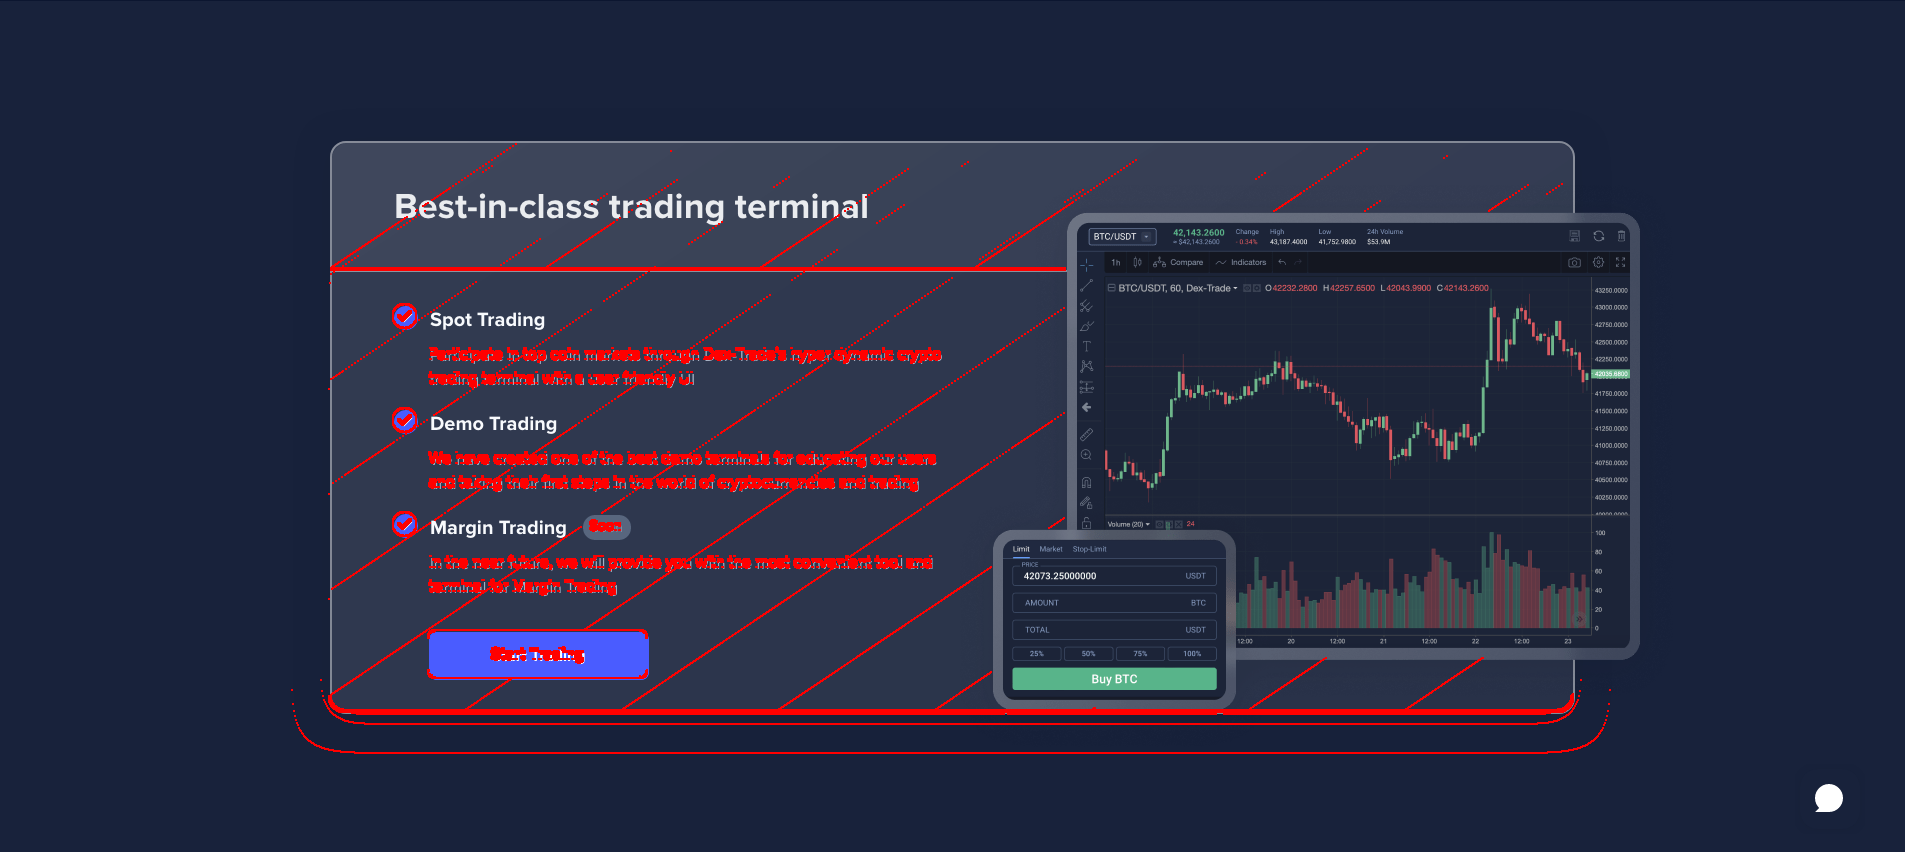 Best-in-class trading terminal
Spot Trading
Participate in top coin markets through Dex-Trade's hyper dynamic crypto
trading terminal with a user friendly UI
Demo Trading
We have created one of the best demo terminals for educating our users
and taking their first steps in the world of cryptocurrencies and trading
Margin Trading Soon
In the near future, we will provide you with the most convenient tool and
terminal for Margin Trading
Start Trading
BTC/USDT
42,143.2600
≈ $42,143.2600
Change
- 0.34%
High
43,187.4000
Low
41,752.9800
24h Volume
$53.9M
1h Compare Indicators
BTC/USDT, 60, Dex-Trade O42232.2800 H42257.6500 L42043.9900 C42143.2600
43250.0000
43000.0000
42750.0000
42500.0000
42250.0000
42035.6800
41750.0000
41500.0000
41250.0000
41000.0000
40750.0000
40500.0000
40250.0000
40000.0000
Volume (20) 24
100
80
60
40
20
0
12:00 20 12:00 21 12:00 22 12:00 23
Limit Market Stop-Limit
PRICE
42073.25000000 USDT
AMOUNT BTC
TOTAL USDT
25% 50% 75% 100%
Buy BTC